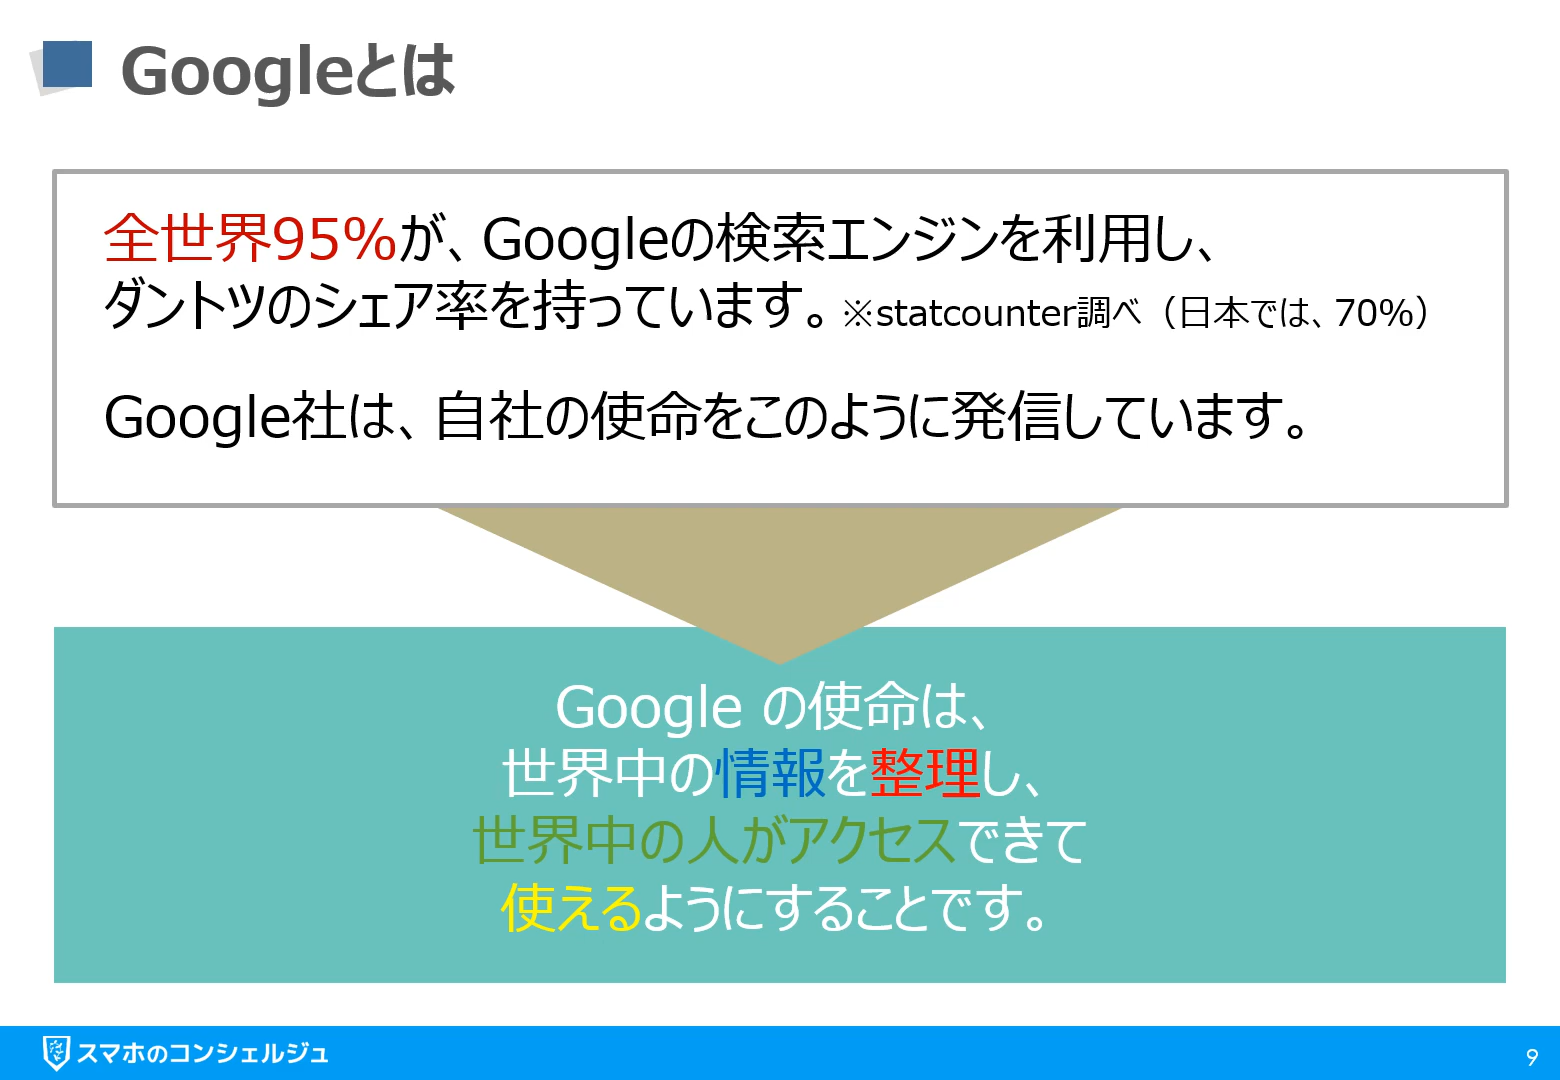 Googleとは
全世界95%が、Googleの検索エンジンを利用し、
ダントツのシェア率を持っています。※statcounter調べ（日本では、70%）
Google社は、自社の使命をこのように発信しています。
Google の使命は、
世界中の情報を整理し、
世界中の人がアクセスできて
使えるようにすることです。
スマホのコンシェルジュ
9